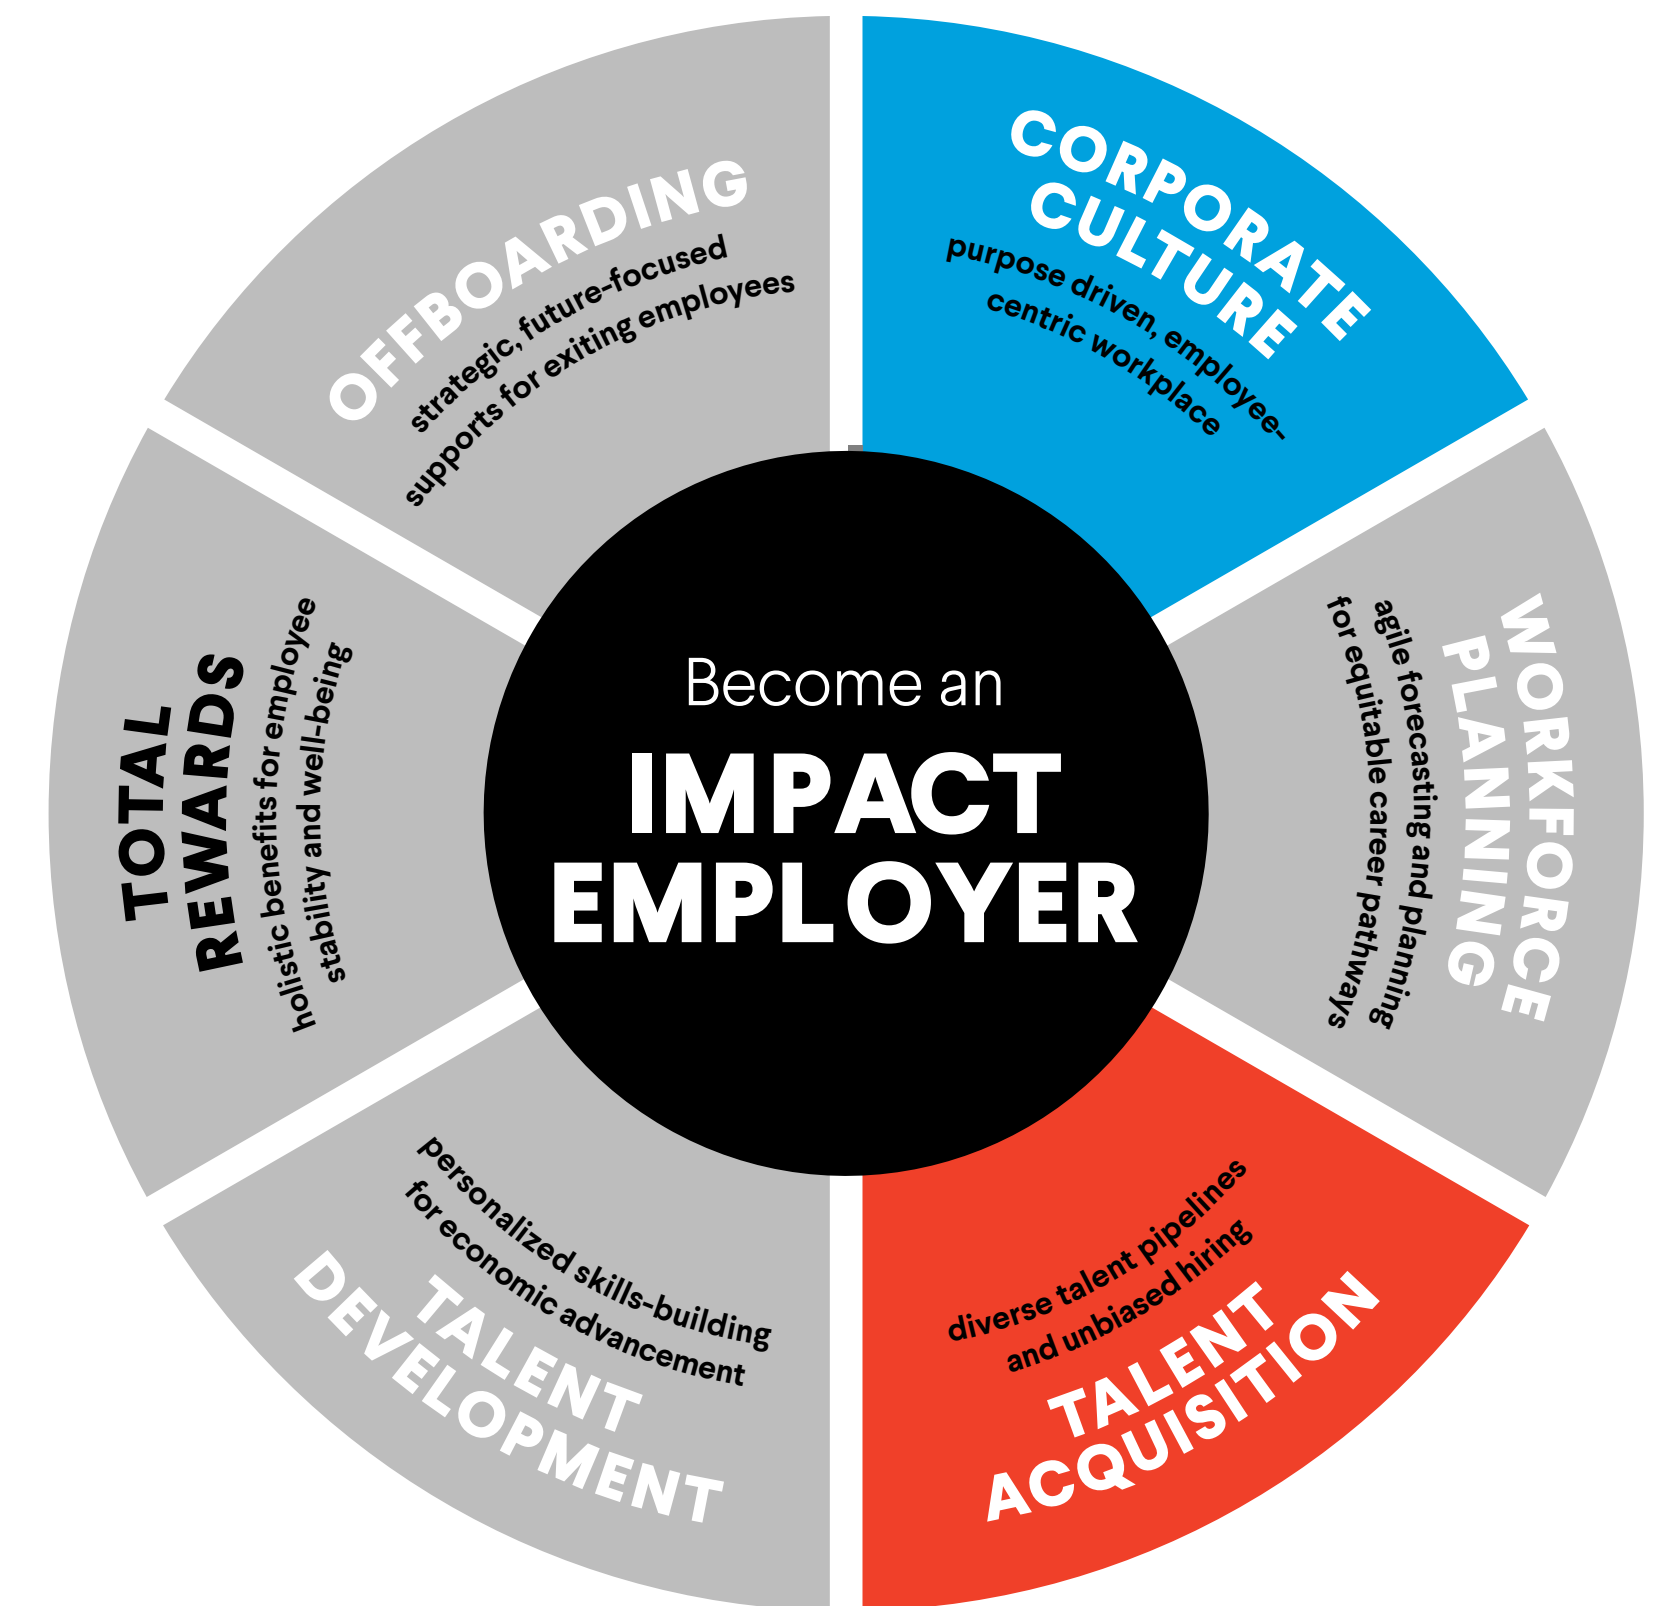 Become an
IMPACT
EMPLOYER
CORPORATE
CULTURE
purpose driven, employee-
centric workplace
WORKFORCE
PLANNING
agile forecasting and planning
for equitable career pathways
diverse talent pipelines
and unbiased hiring
TALENT
ACQUISITION
personalized skills-building
for economic advancement
TALENT
DEVELOPMENT
TOTAL
REWARDS
holistic benefits for employee
stability and well-being
OFFBOARDING
strategic, future-focused
supports for exiting employees